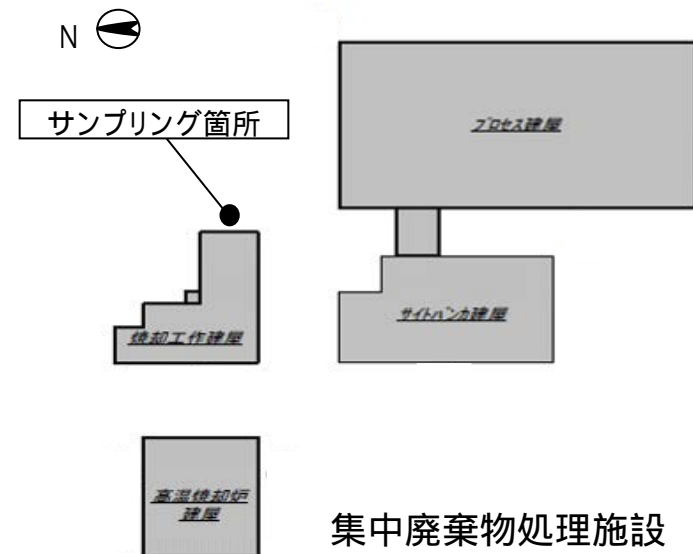 N
サンプリング箇所
プロセス建屋
サイトバンカ建屋
焼却工作建屋
高温焼却炉
建屋
集中廃棄物処理施設